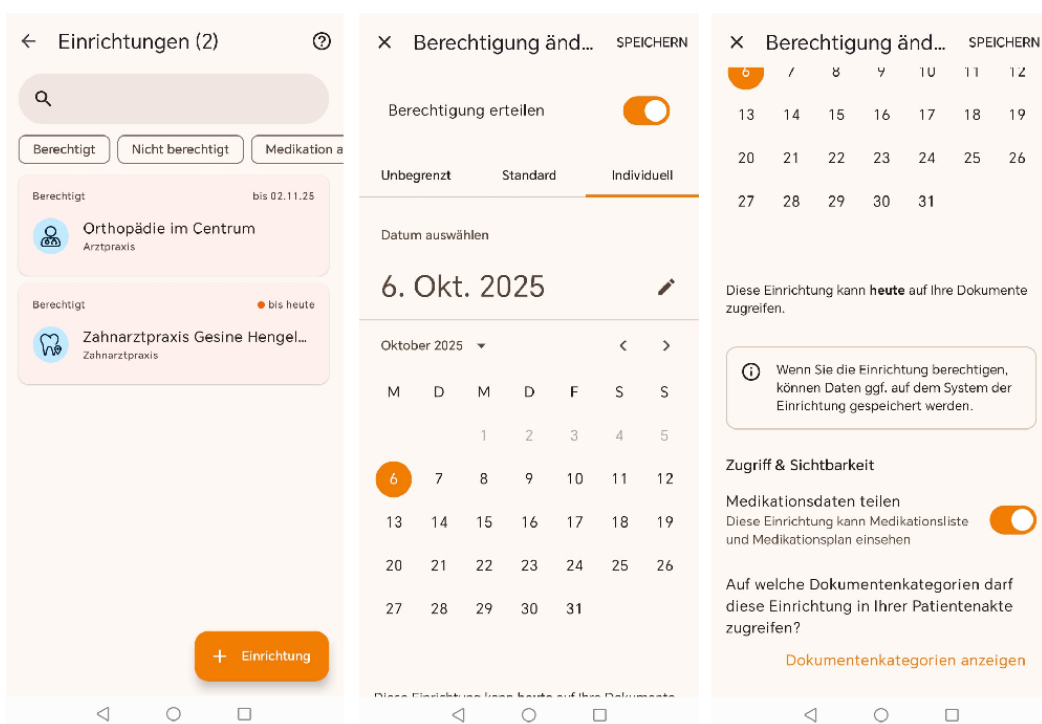 Einrichtungen (2)
Berechtigt
Nicht berechtigt
Medikation a
Berechtigt
bis 02.11.25
Orthopädie im Centrum
Arztpraxis
Berechtigt
bis heute
Zahnarztpraxis Gesine Hengel...
Zahnarztpraxis
+ Einrichtung
Berechtigung änd...
SPEICHERN
Berechtigung erteilen
Unbegrenzt
Standard
Individuell
Datum auswählen
6. Okt. 2025
Oktober 2025
M D M D F S S
1 2 3 4 5
6 7 8 9 10 11 12
13 14 15 16 17 18 19
20 21 22 23 24 25 26
27 28 29 30 31
Diese Einrichtung kann heute auf Ihre Dokumente
Berechtigung änd...
SPEICHERN
6 7 8 9 10 11 12
13 14 15 16 17 18 19
20 21 22 23 24 25 26
27 28 29 30 31
Diese Einrichtung kann heute auf Ihre Dokumente
zugreifen.
Wenn Sie die Einrichtung berechtigen,
können Daten ggf. auf dem System der
Einrichtung gespeichert werden.
Zugriff & Sichtbarkeit
Medikationsdaten teilen
Diese Einrichtung kann Medikationsliste
und Medikationsplan einsehen
Auf welche Dokumentenkategorien darf
diese Einrichtung in Ihrer Patientenakte
zugreifen?
Dokumentenkategorien anzeigen